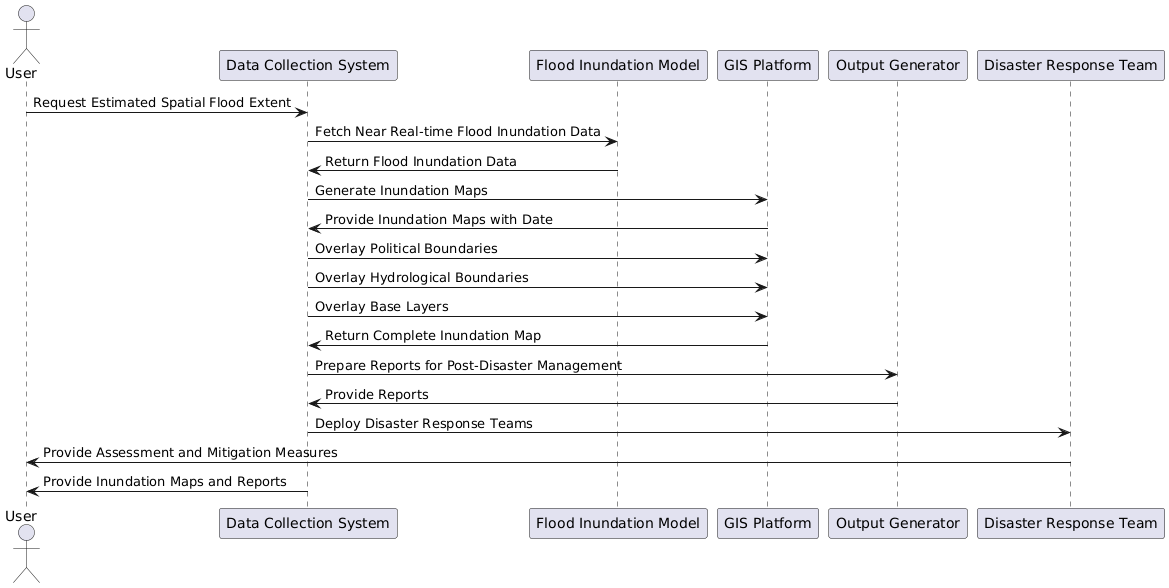 User
Data Collection System
Flood Inundation Model
GIS Platform
Output Generator
Disaster Response Team
Request Estimated Spatial Flood Extent
Fetch Near Real-time Flood Inundation Data
Return Flood Inundation Data
Generate Inundation Maps
Provide Inundation Maps with Date
Overlay Political Boundaries
Overlay Hydrological Boundaries
Overlay Base Layers
Return Complete Inundation Map
Prepare Reports for Post-Disaster Management
Provide Reports
Deploy Disaster Response Teams
Provide Assessment and Mitigation Measures
Provide Inundation Maps and Reports
User
Data Collection System
Flood Inundation Model
GIS Platform
Output Generator
Disaster Response Team